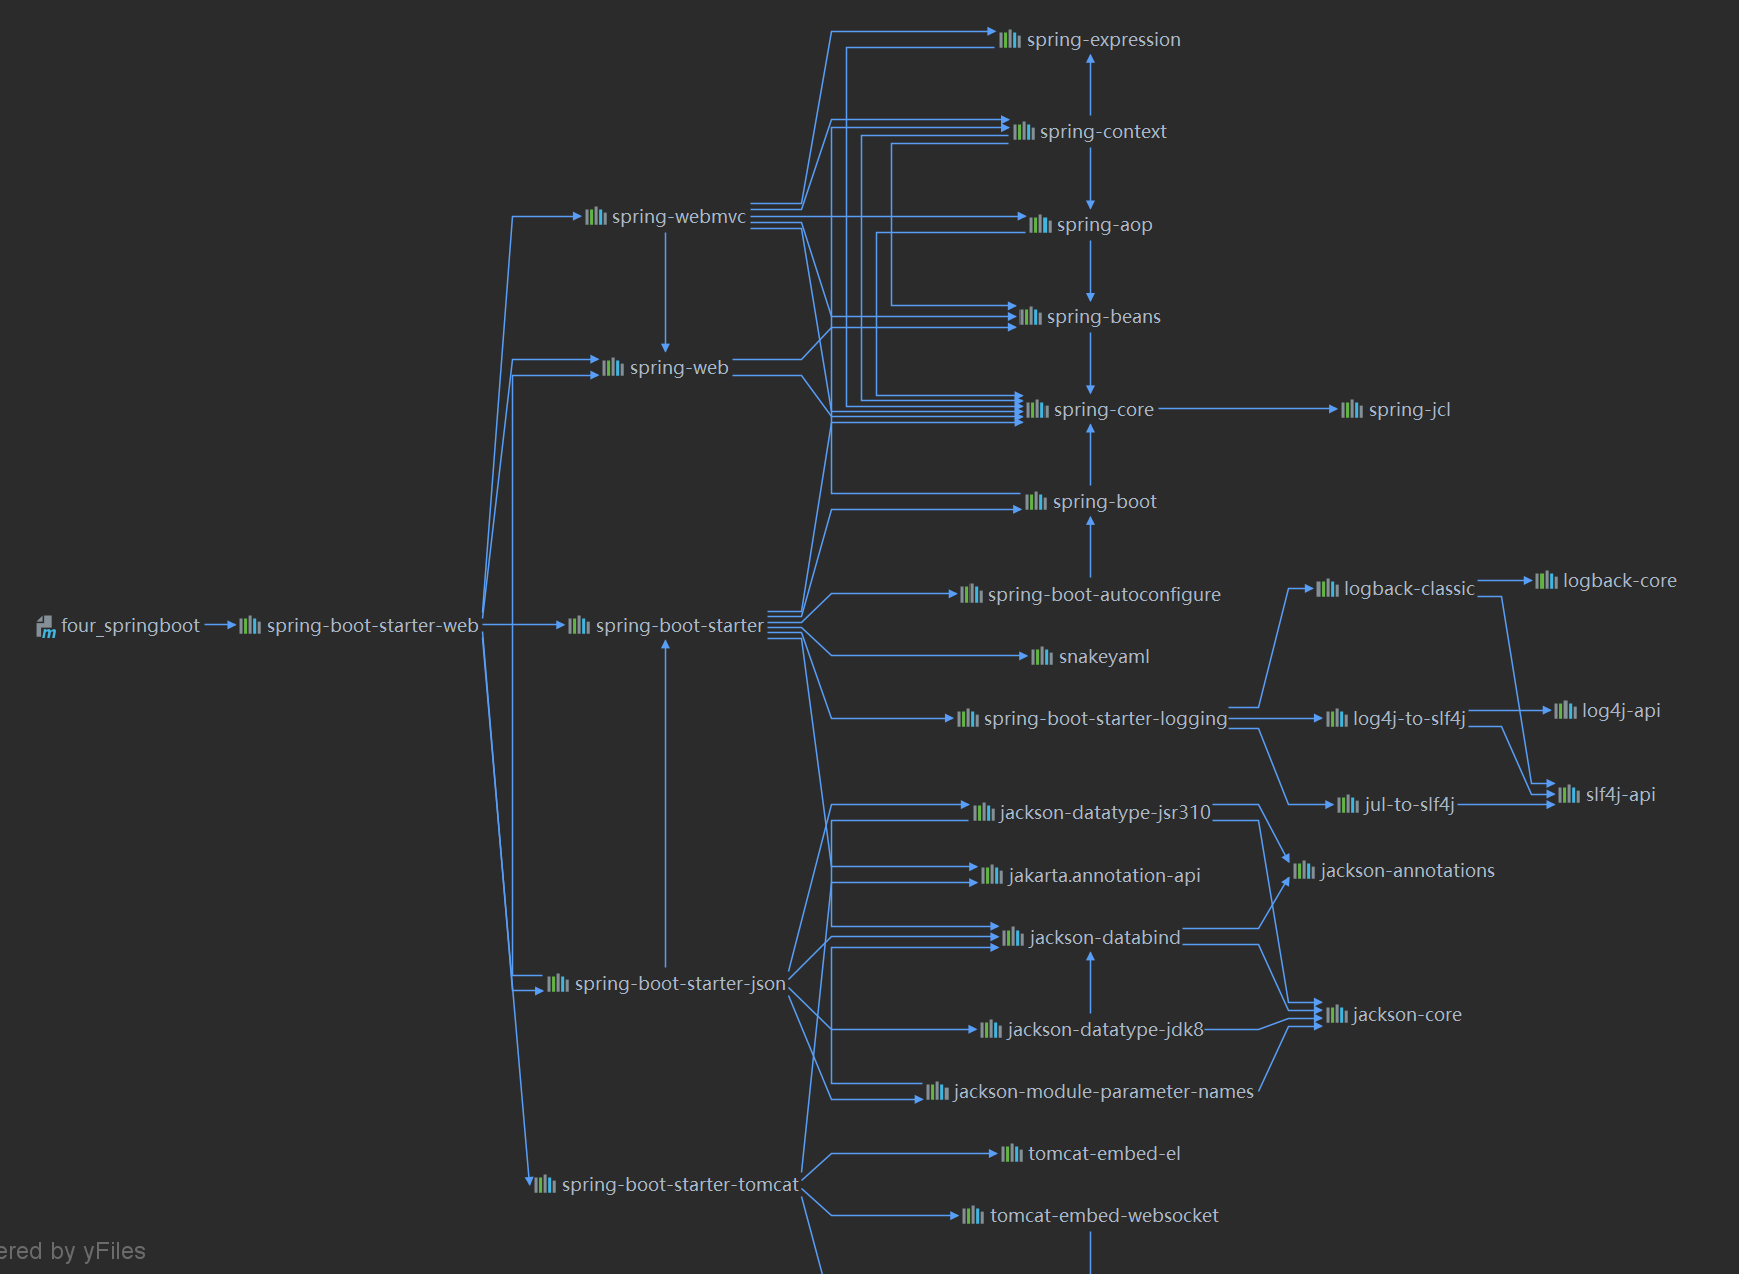 spring-expression
spring-context
spring-webmvc
spring-aop
spring-beans
spring-web
spring-core
spring-jcl
spring-boot
logback-classic
logback-core
spring-boot-autoconfigure
four_springboot
spring-boot-starter-web
spring-boot-starter
snakeyaml
spring-boot-starter-logging
log4j-to-slf4j
log4j-api
jul-to-slf4j
slf4j-api
jackson-datatype-jsr310
jakarta.annotation-api
jackson-annotations
jackson-databind
spring-boot-starter-json
jackson-core
jackson-datatype-jdk8
jackson-module-parameter-names
tomcat-embed-el
spring-boot-starter-tomcat
tomcat-embed-websocket
ered by yFiles